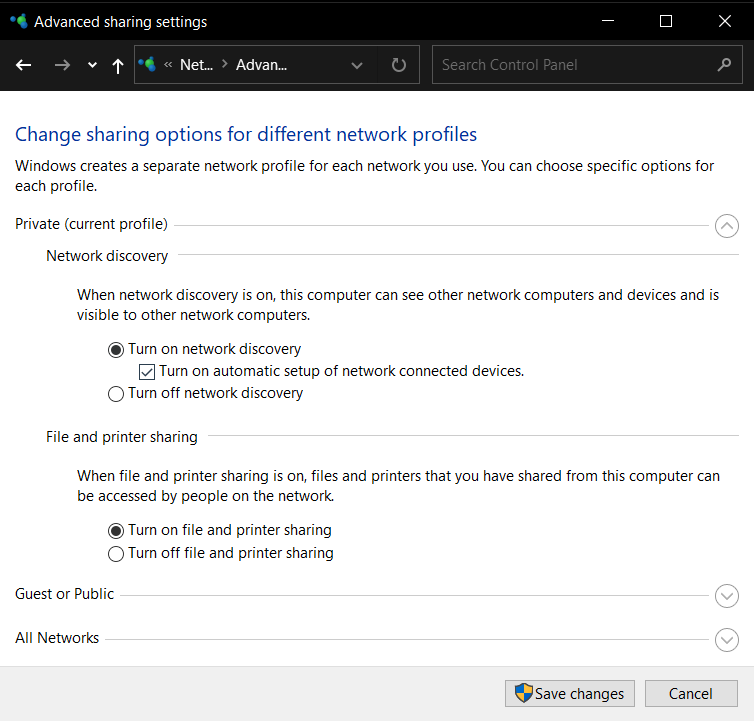 Advanced sharing settings
« Net... > Advan...
Search Control Panel
Change sharing options for different network profiles
Windows creates a separate network profile for each network you use. You can choose specific options for
each profile.
Private (current profile)
Network discovery
When network discovery is on, this computer can see other network computers and devices and is
visible to other network computers.
Turn on network discovery
Turn on automatic setup of network connected devices.
Turn off network discovery
File and printer sharing
When file and printer sharing is on, files and printers that you have shared from this computer can
be accessed by people on the network.
Turn on file and printer sharing
Turn off file and printer sharing
Guest or Public
All Networks
Save changes
Cancel